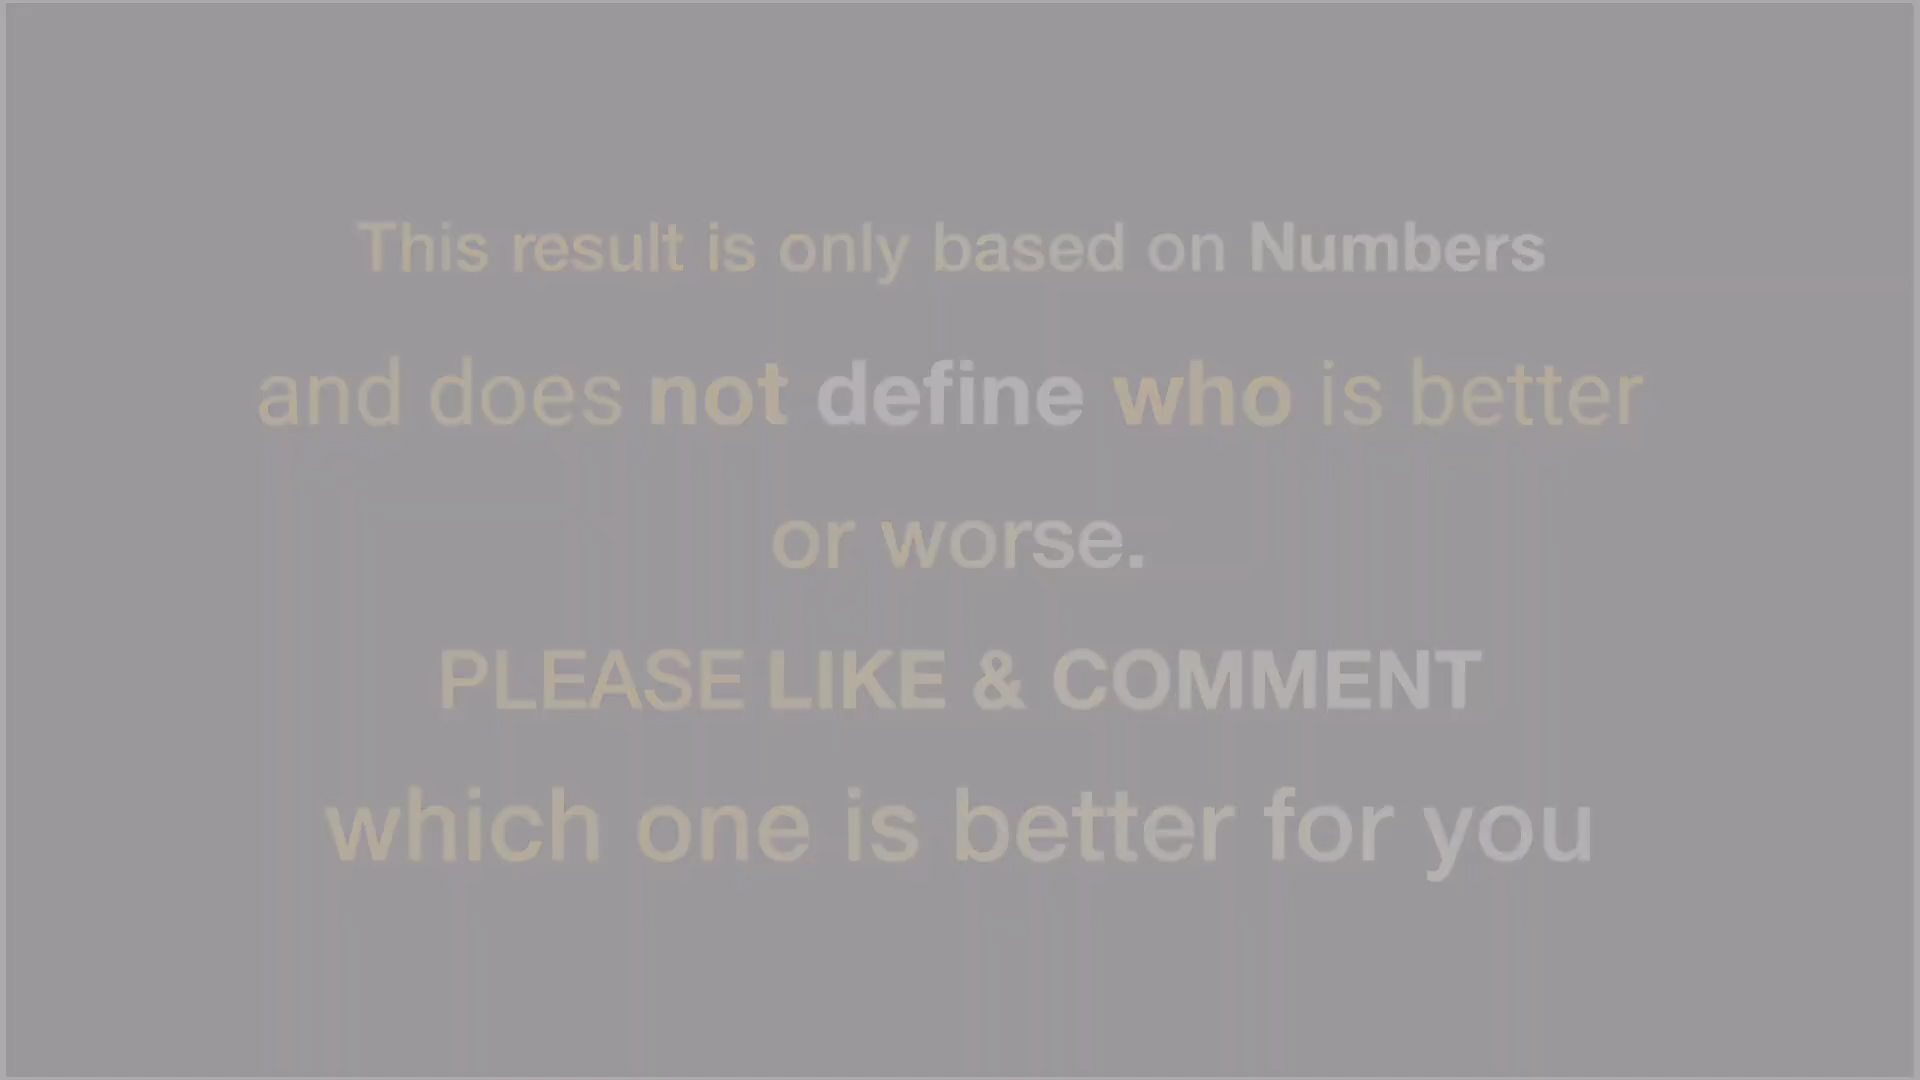 This result is only based on Numbers
and does not define who is better
or worse.
PLEASE LIKE & COMMENT
which one is better for you